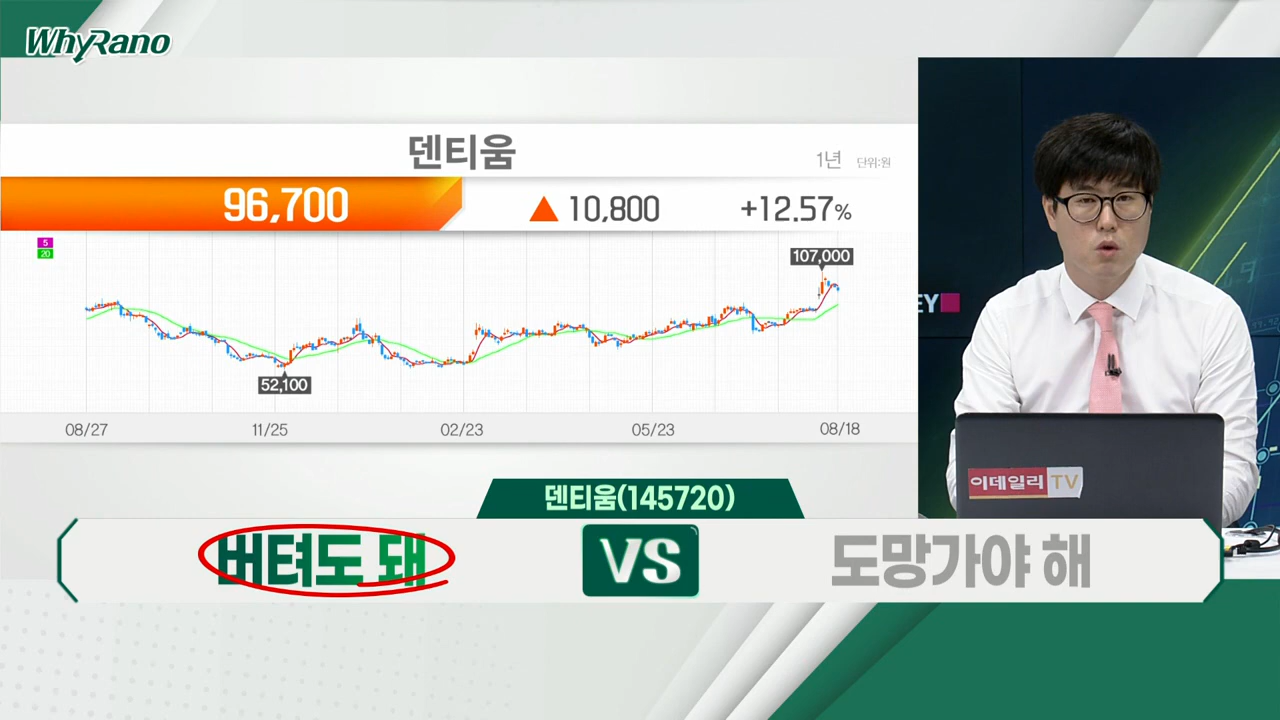 WhyRano
덴티움
1년 단위:원
96,700 ▲ 10,800 +12.57%
5
20
107,000
52,100
08/27 11/25 02/23 05/23 08/18
EY
이데일리 TV
덴티움(145720)
버텨도 돼 VS 도망가야 해